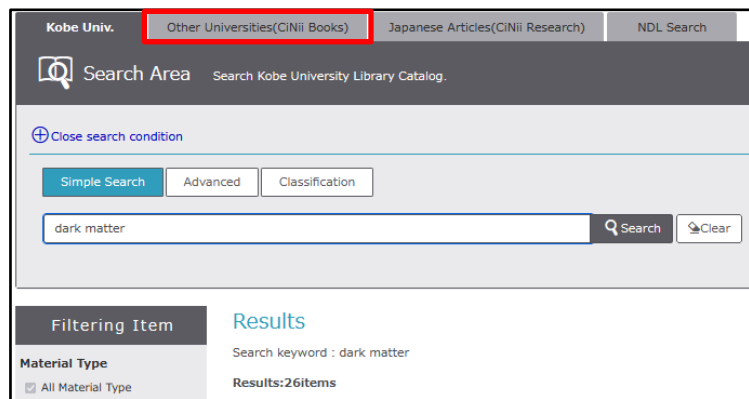 Kobe Univ. Other Universities(CiNii Books) Japanese Articles(CiNii Research) NDL Search
Search Area Search Kobe University Library Catalog.
Close search condition
Simple Search Advanced Classification
dark matter Search Clear
Filtering Item
Results
Search keyword : dark matter
Material Type
Results:26items
All Material Type